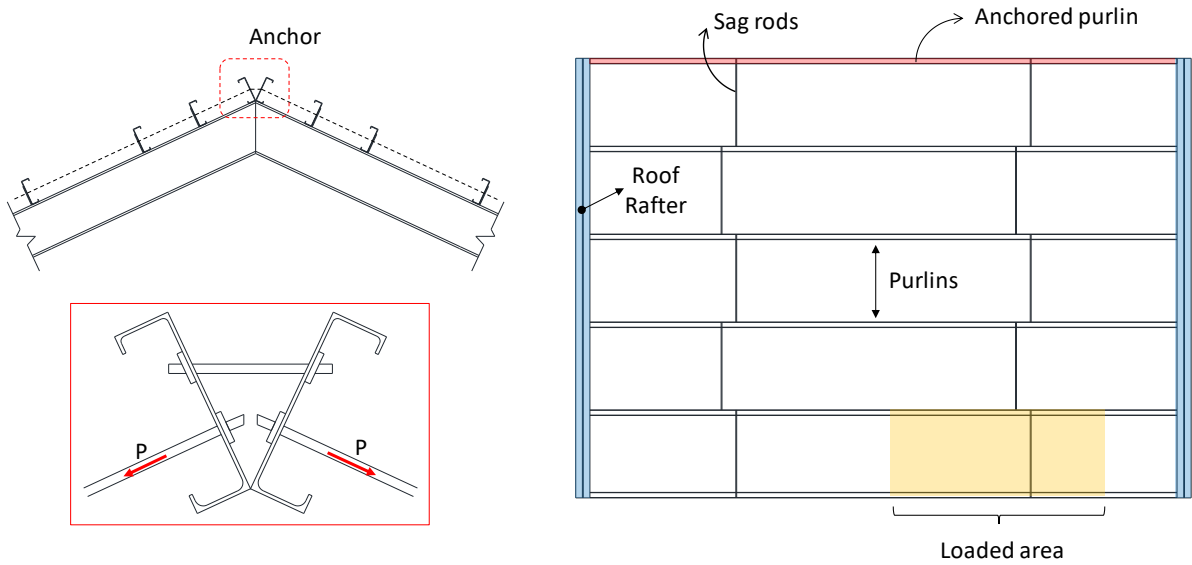 Anchor
P
P
Sag rods
Anchored purlin
Roof
Rafter
Purlins
Loaded area